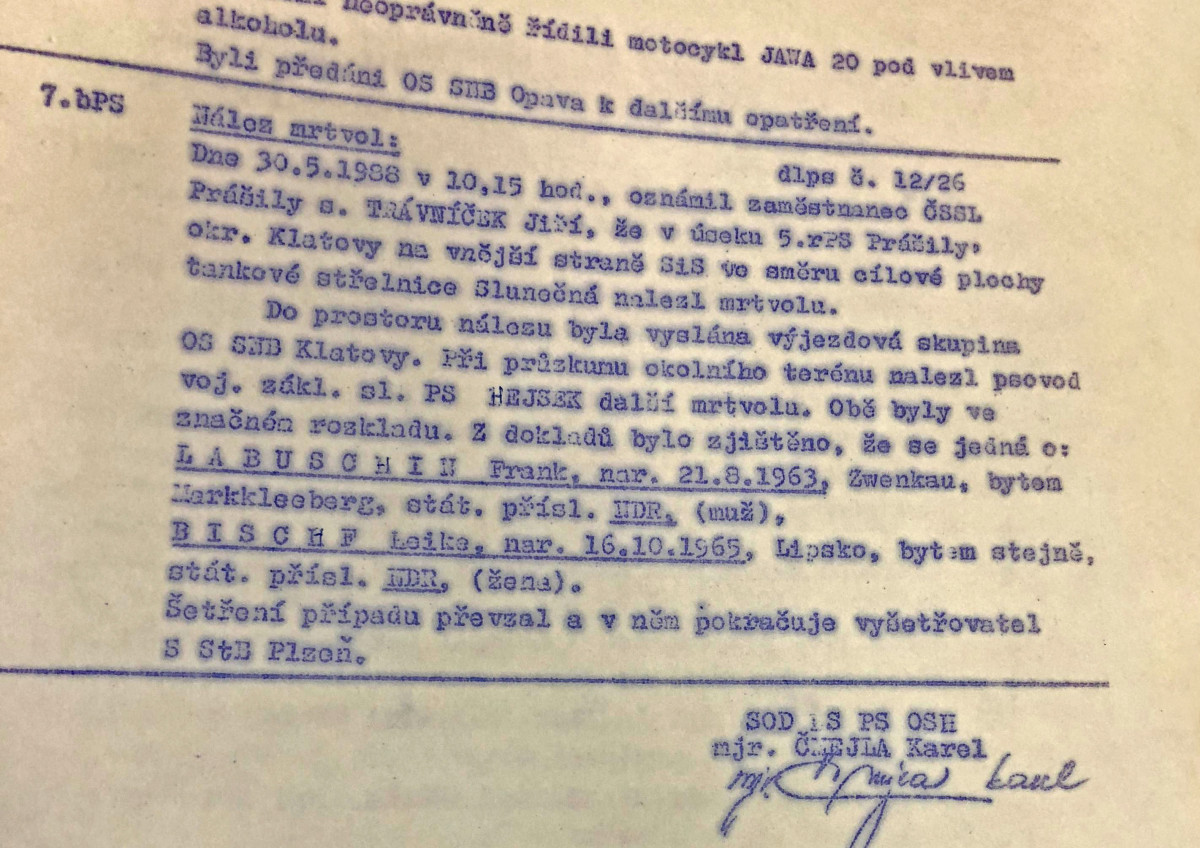 neoprávněně řídili motocykl JAWA 20 pod vlivem
alkoholu.
Byli předáni OS SNB Opava k dalšímu opatření.
7.bPS
Nález mrtvol:
dlps č. 12/26
Dne 30.5.1988 v 10,15 hod., oznámil zaměstnanec ČSSL
Prášily s. TRÁVNÍČEK Jiří, že v úseku 5.rPS Prášily,
okr. Klatovy na vnější straně SiS ve směru cílové plochy
tankové střelnice Slunečná nalezl mrtvolu.
Do prostoru nálezu byla vyslána výjezdová skupina
OS SNB Klatovy. Při průzkumu okolního terénu nalezl psovod
voj. zákl. sl. PS HEJSEK další mrtvolu. Obě byly ve
značném rozkladu. Z dokladů bylo zjištěno, že se jedná o:
L A B U S C H I N Frank, nar. 21.8.1963, Zwenkau, bytem
Markkleeberg, stát. přísl. NDR, (muž),
B I S C H F Leike, nar. 16.10.1965, Lipsko, bytem stejně,
stát. přísl. NDR, (žena).
Šetření případu převzal a v něm pokračuje vyšetřovatel
S StB Plzeň.
SOD IS PS OSH
mjr. ČMEJLA Karel
mjr. Čmejla Karel